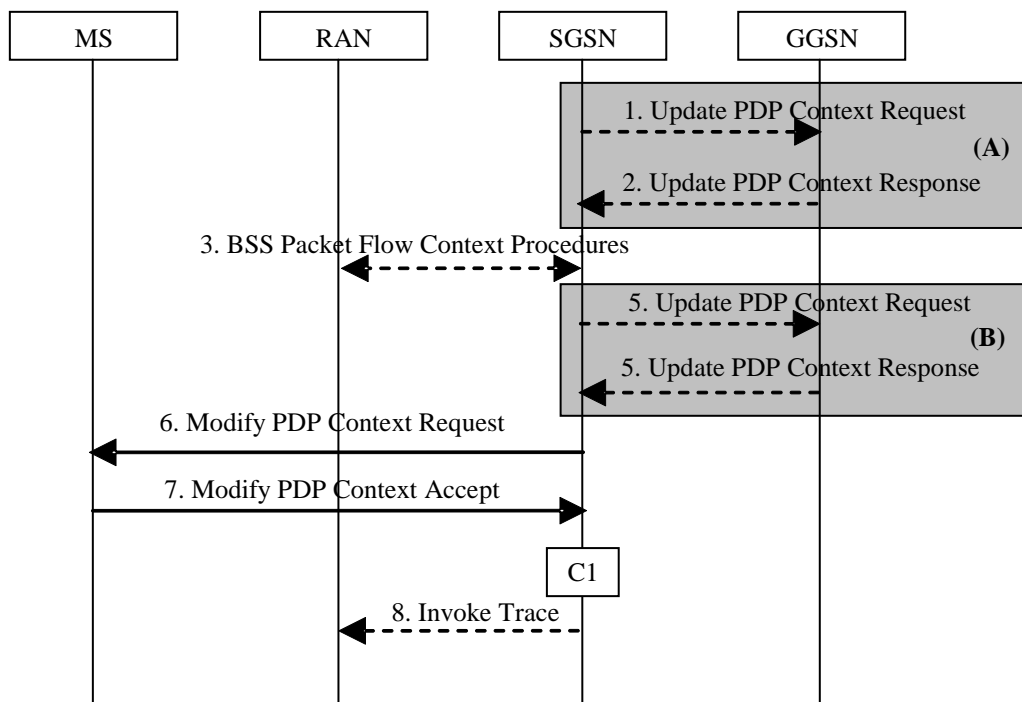 MS
RAN
SGSN
GGSN
1. Update PDP Context Request
(A)
2. Update PDP Context Response
3. BSS Packet Flow Context Procedures
5. Update PDP Context Request
(B)
5. Update PDP Context Response
6. Modify PDP Context Request
7. Modify PDP Context Accept
C1
8. Invoke Trace